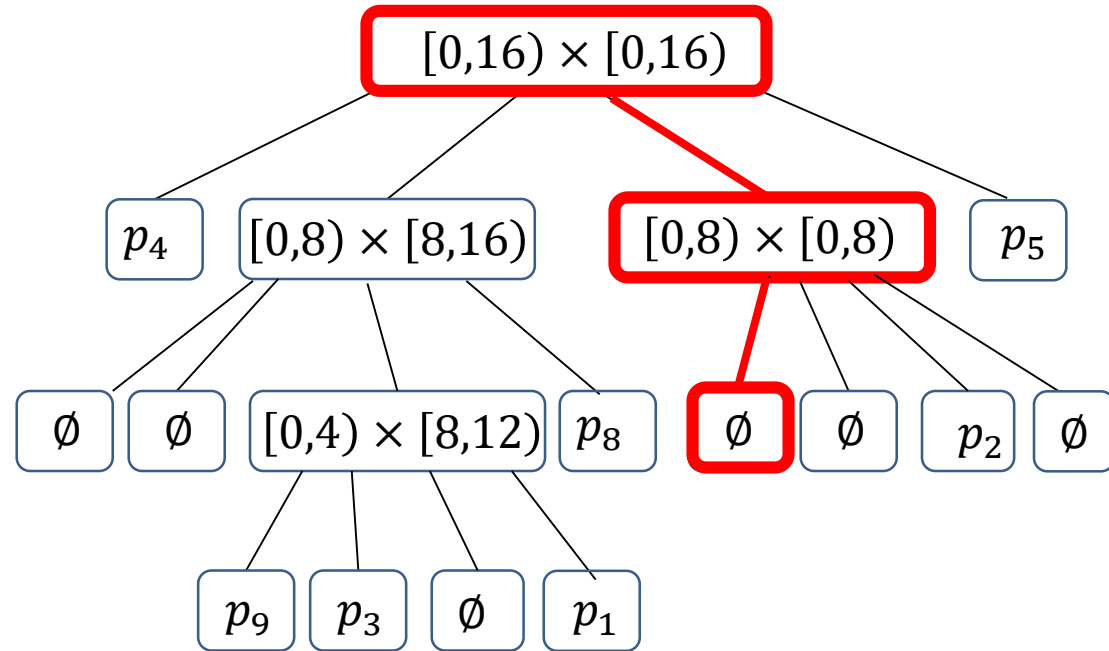 [0,16) × [0,16)
p₄ [0,8) × [8,16) [0,8) × [0,8) p₅
∅ ∅ [0,4) × [8,12) p₈ ∅ ∅ p₂ ∅
p₉ p₃ ∅ p₁